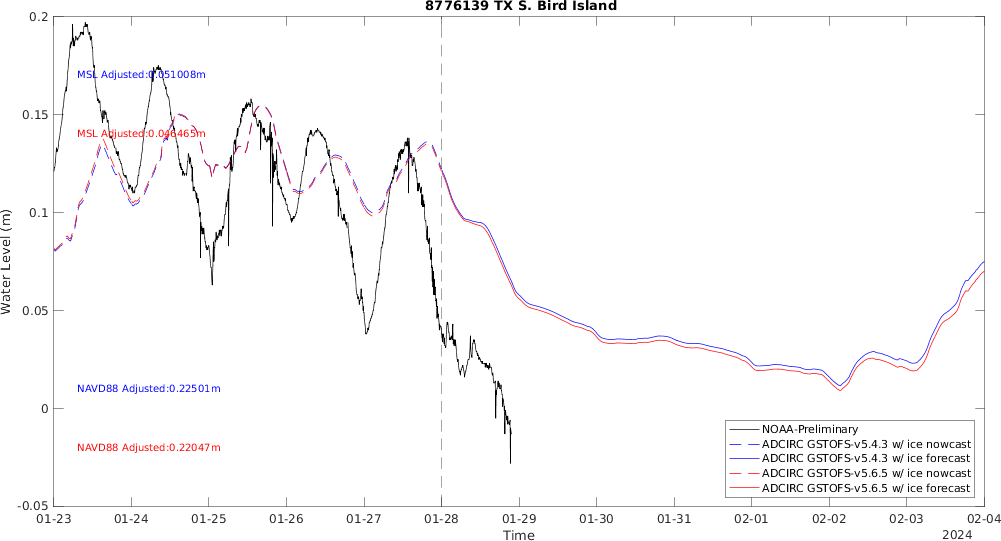 8776139 TX S. Bird Island
0.2
0.15
0.1
0.05
0
-0.05
Water Level (m)
MSL Adjusted:0.051008m
MSL Adjusted:0.046465m
NAVD88 Adjusted:0.22501m
NAVD88 Adjusted:0.22047m
NOAA-Preliminary
ADCIRC GSTOFS-v5.4.3 w/ ice nowcast
ADCIRC GSTOFS-v5.4.3 w/ ice forecast
ADCIRC GSTOFS-v5.6.5 w/ ice nowcast
ADCIRC GSTOFS-v5.6.5 w/ ice forecast
01-23 01-24 01-25 01-26 01-27 01-28 01-29 01-30 01-31 02-01 02-02 02-03 02-04
Time
2024